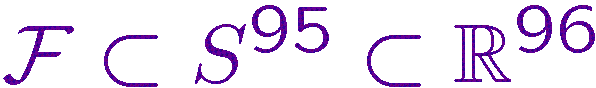 ℱ ⊂ S⁹⁵ ⊂ ℝ⁹⁶